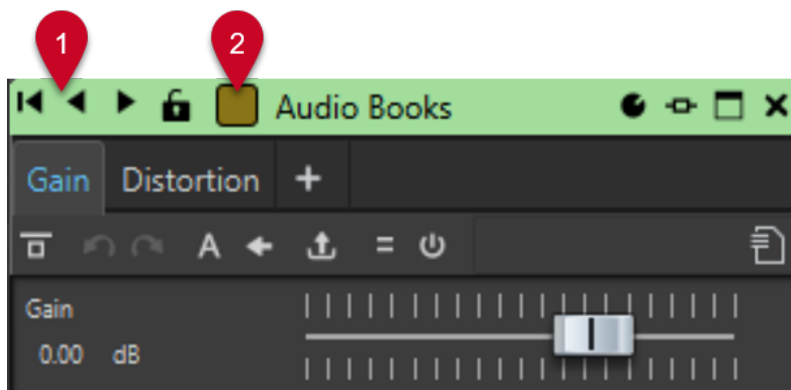 1 2
Audio Books
Gain Distortion +
A =
Gain
0.00 dB